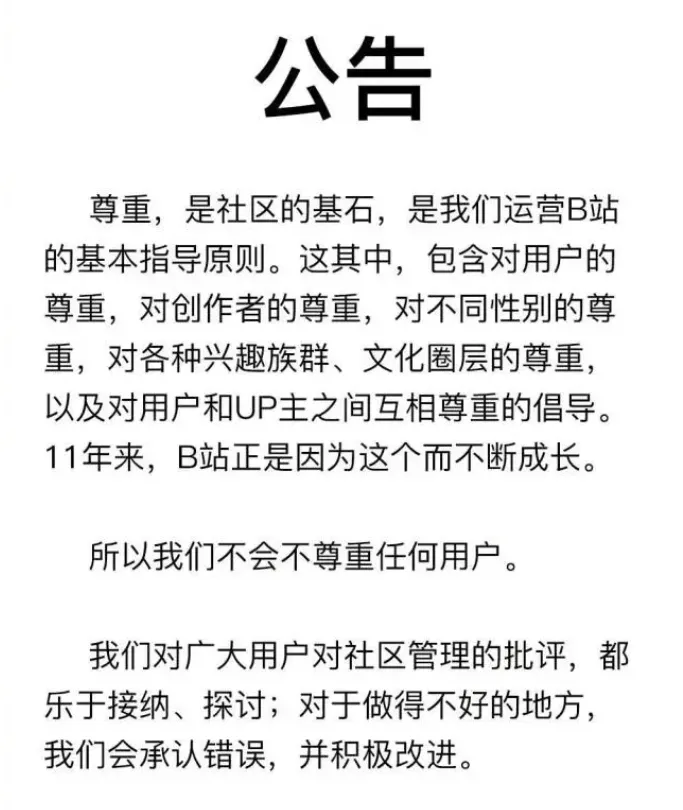 公告
尊重，是社区的基石，是我们运营B站
的基本指导原则。这其中，包含对用户的
尊重，对创作者的尊重，对不同性别的尊
重，对各种兴趣族群、文化圈层的尊重，
以及对用户和UP主之间互相尊重的倡导。
11年来，B站正是因为这个而不断成长。
所以我们不会不尊重任何用户。
我们对广大用户对社区管理的批评，都
乐于接纳、探讨；对于做得不好的地方，
我们会承认错误，并积极改进。